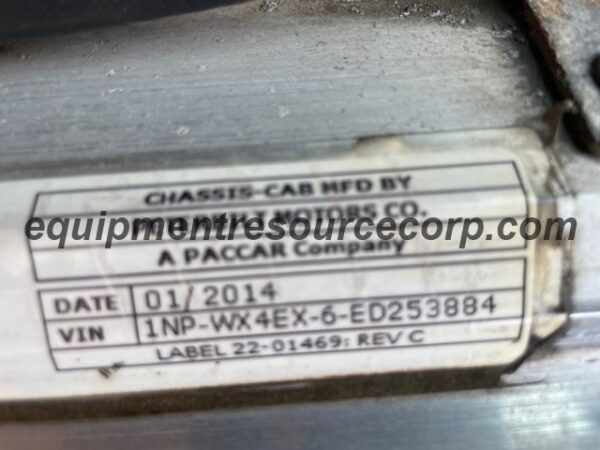 CHASSIS-CAB MFD BY
MOTORS CO.
equipmentresourcecorp.com
A PACCAR Company
DATE 01/2014
VIN 1NP-WX4EX-6-ED253884
LABEL 22-01469: REV C